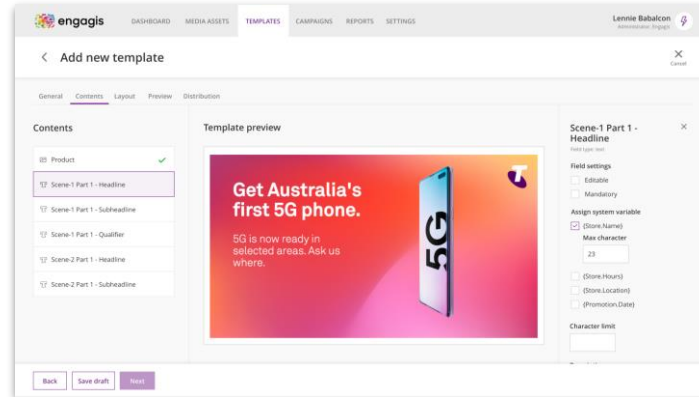 engagis
DASHBOARD
MEDIA ASSETS
TEMPLATES
CAMPAIGNS
REPORTS
SETTINGS
Lennie Babalcon
Administrator, Engagis
Add new template
Cancel
General
Contents
Layout
Preview
Distribution
Contents
Product
Scene-1 Part 1 - Headline
Scene-1 Part 1 - Subheadline
Scene-1 Part 1 - Qualifier
Scene-2 Part 1 - Headline
Scene-2 Part 1 - Subheadline
Template preview
Get Australia's
first 5G phone.
5G is now ready in
selected areas. Ask us
where.
5G
Scene-1 Part 1 -
Headline
Field type: text
Field settings
Editable
Mandatory
Assign system variable
{Store.Name}
Max character
23
{Store.Hours}
{Store.Location}
{Promotion.Date}
Character limit
Back
Save draft
Next